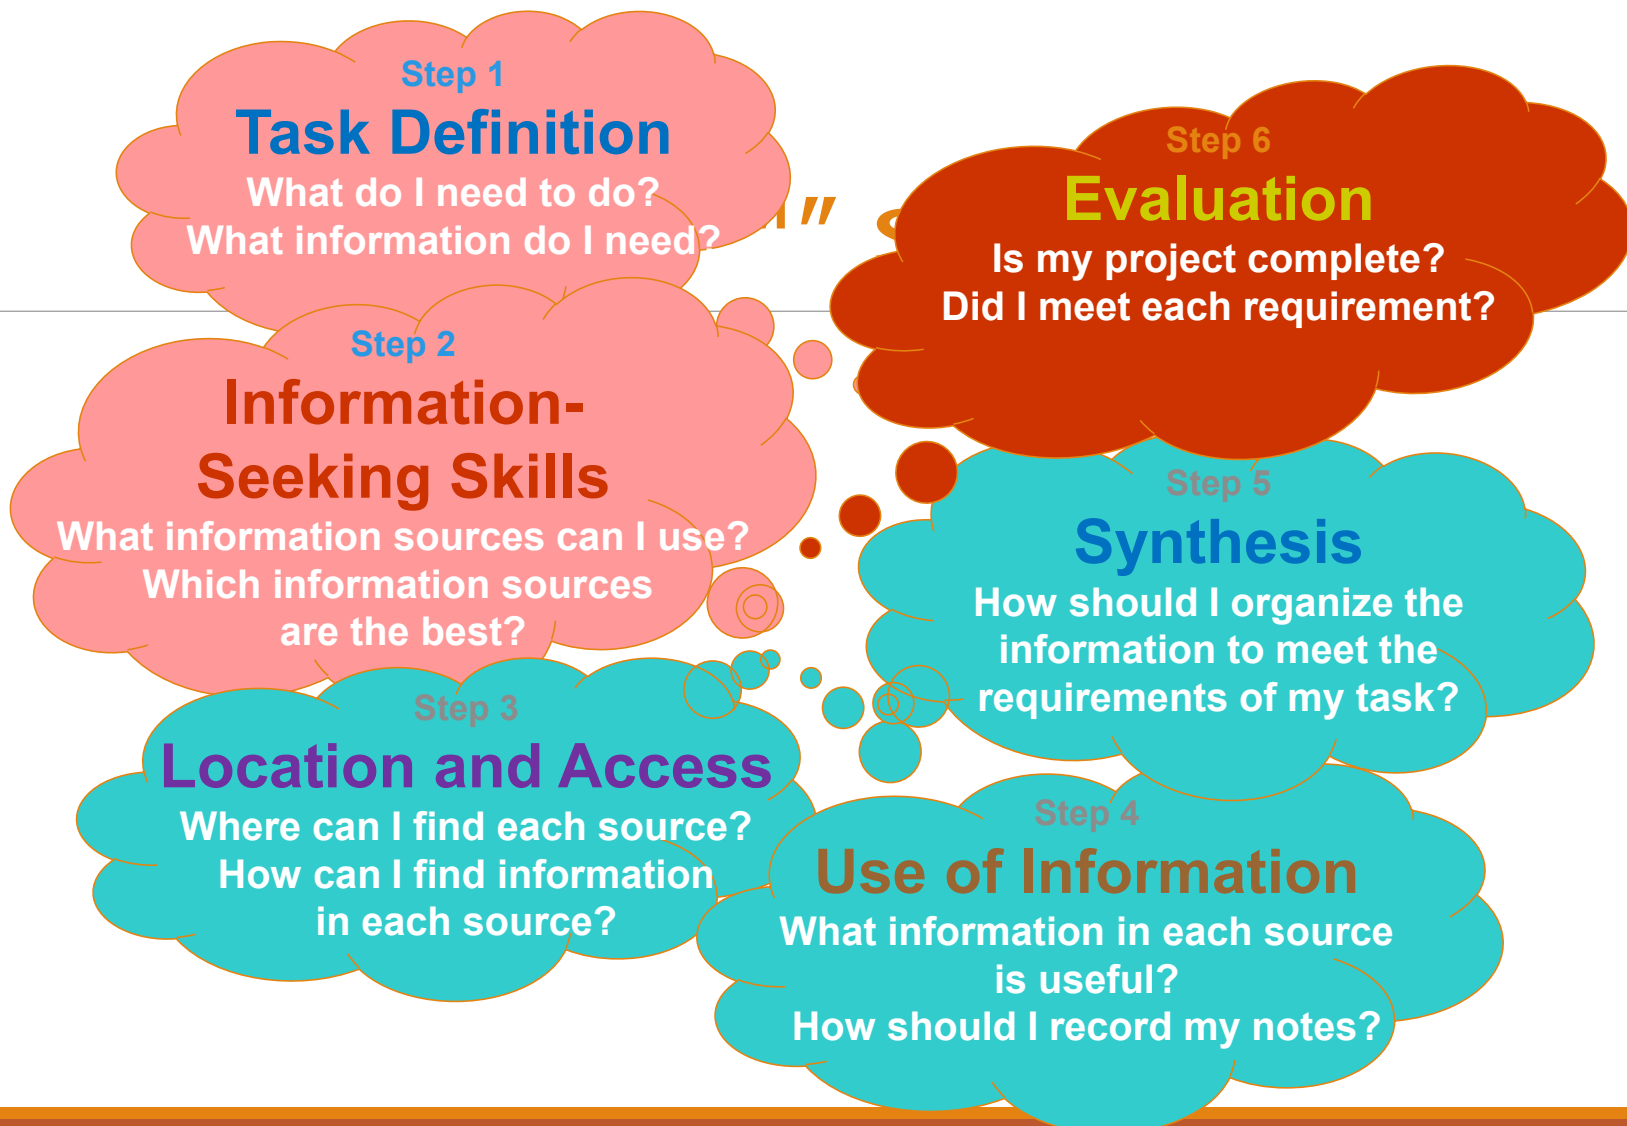 Step 1
Task Definition
What do I need to do?
What information do I need?
Step 2
Information-
Seeking Skills
What information sources can I use?
Which information sources
are the best?
Step 3
Location and Access
Where can I find each source?
How can I find information
in each source?
Step 4
Use of Information
What information in each source
is useful?
How should I record my notes?
Step 5
Synthesis
How should I organize the
information to meet the
requirements of my task?
Step 6
Evaluation
Is my project complete?
Did I meet each requirement?